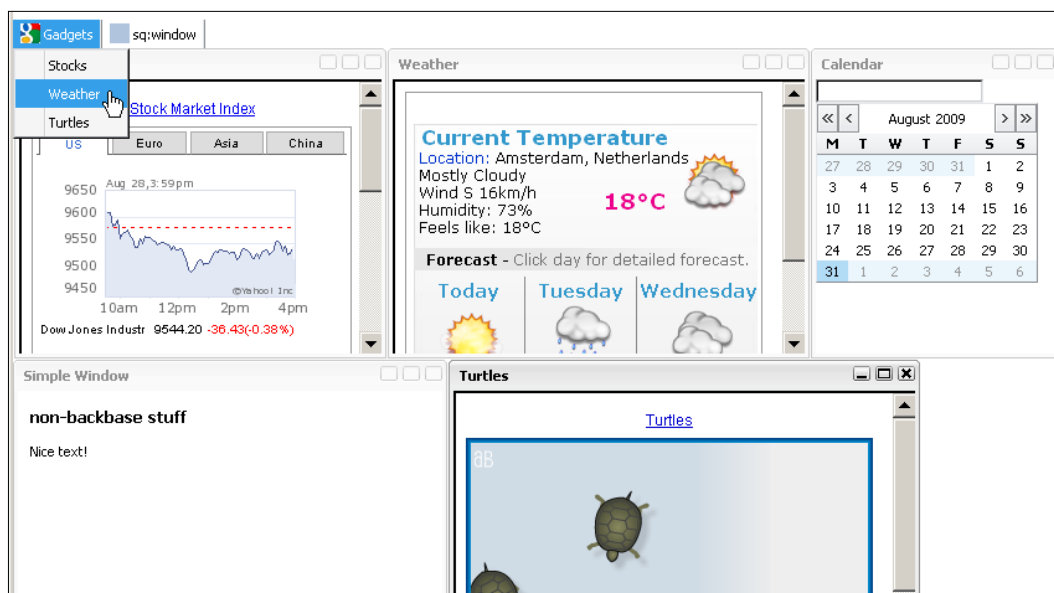 Gadgets sq:window
Stocks
Weather
Turtles
Stock Market Index
US Euro Asia China
Aug 28,3:59pm
9650
9600
9550
9500
9450
©Yahoo! Inc
10am 12pm 2pm 4pm
Dow Jones Industr 9544.20 -36.43(-0.38%)
Weather
Current Temperature
Location: Amsterdam, Netherlands
Mostly Cloudy
Wind S 16km/h
18°C
Humidity: 73%
Feels like: 18°C
Forecast - Click day for detailed forecast.
Today Tuesday Wednesday
Calendar
« ‹ August 2009 › »
M T W T F S S
27 28 29 30 31 1 2
3 4 5 6 7 8 9
10 11 12 13 14 15 16
17 18 19 20 21 22 23
24 25 26 27 28 29 30
31 1 2 3 4 5 6
Simple Window
non-backbase stuff
Nice text!
Turtles
Turtles